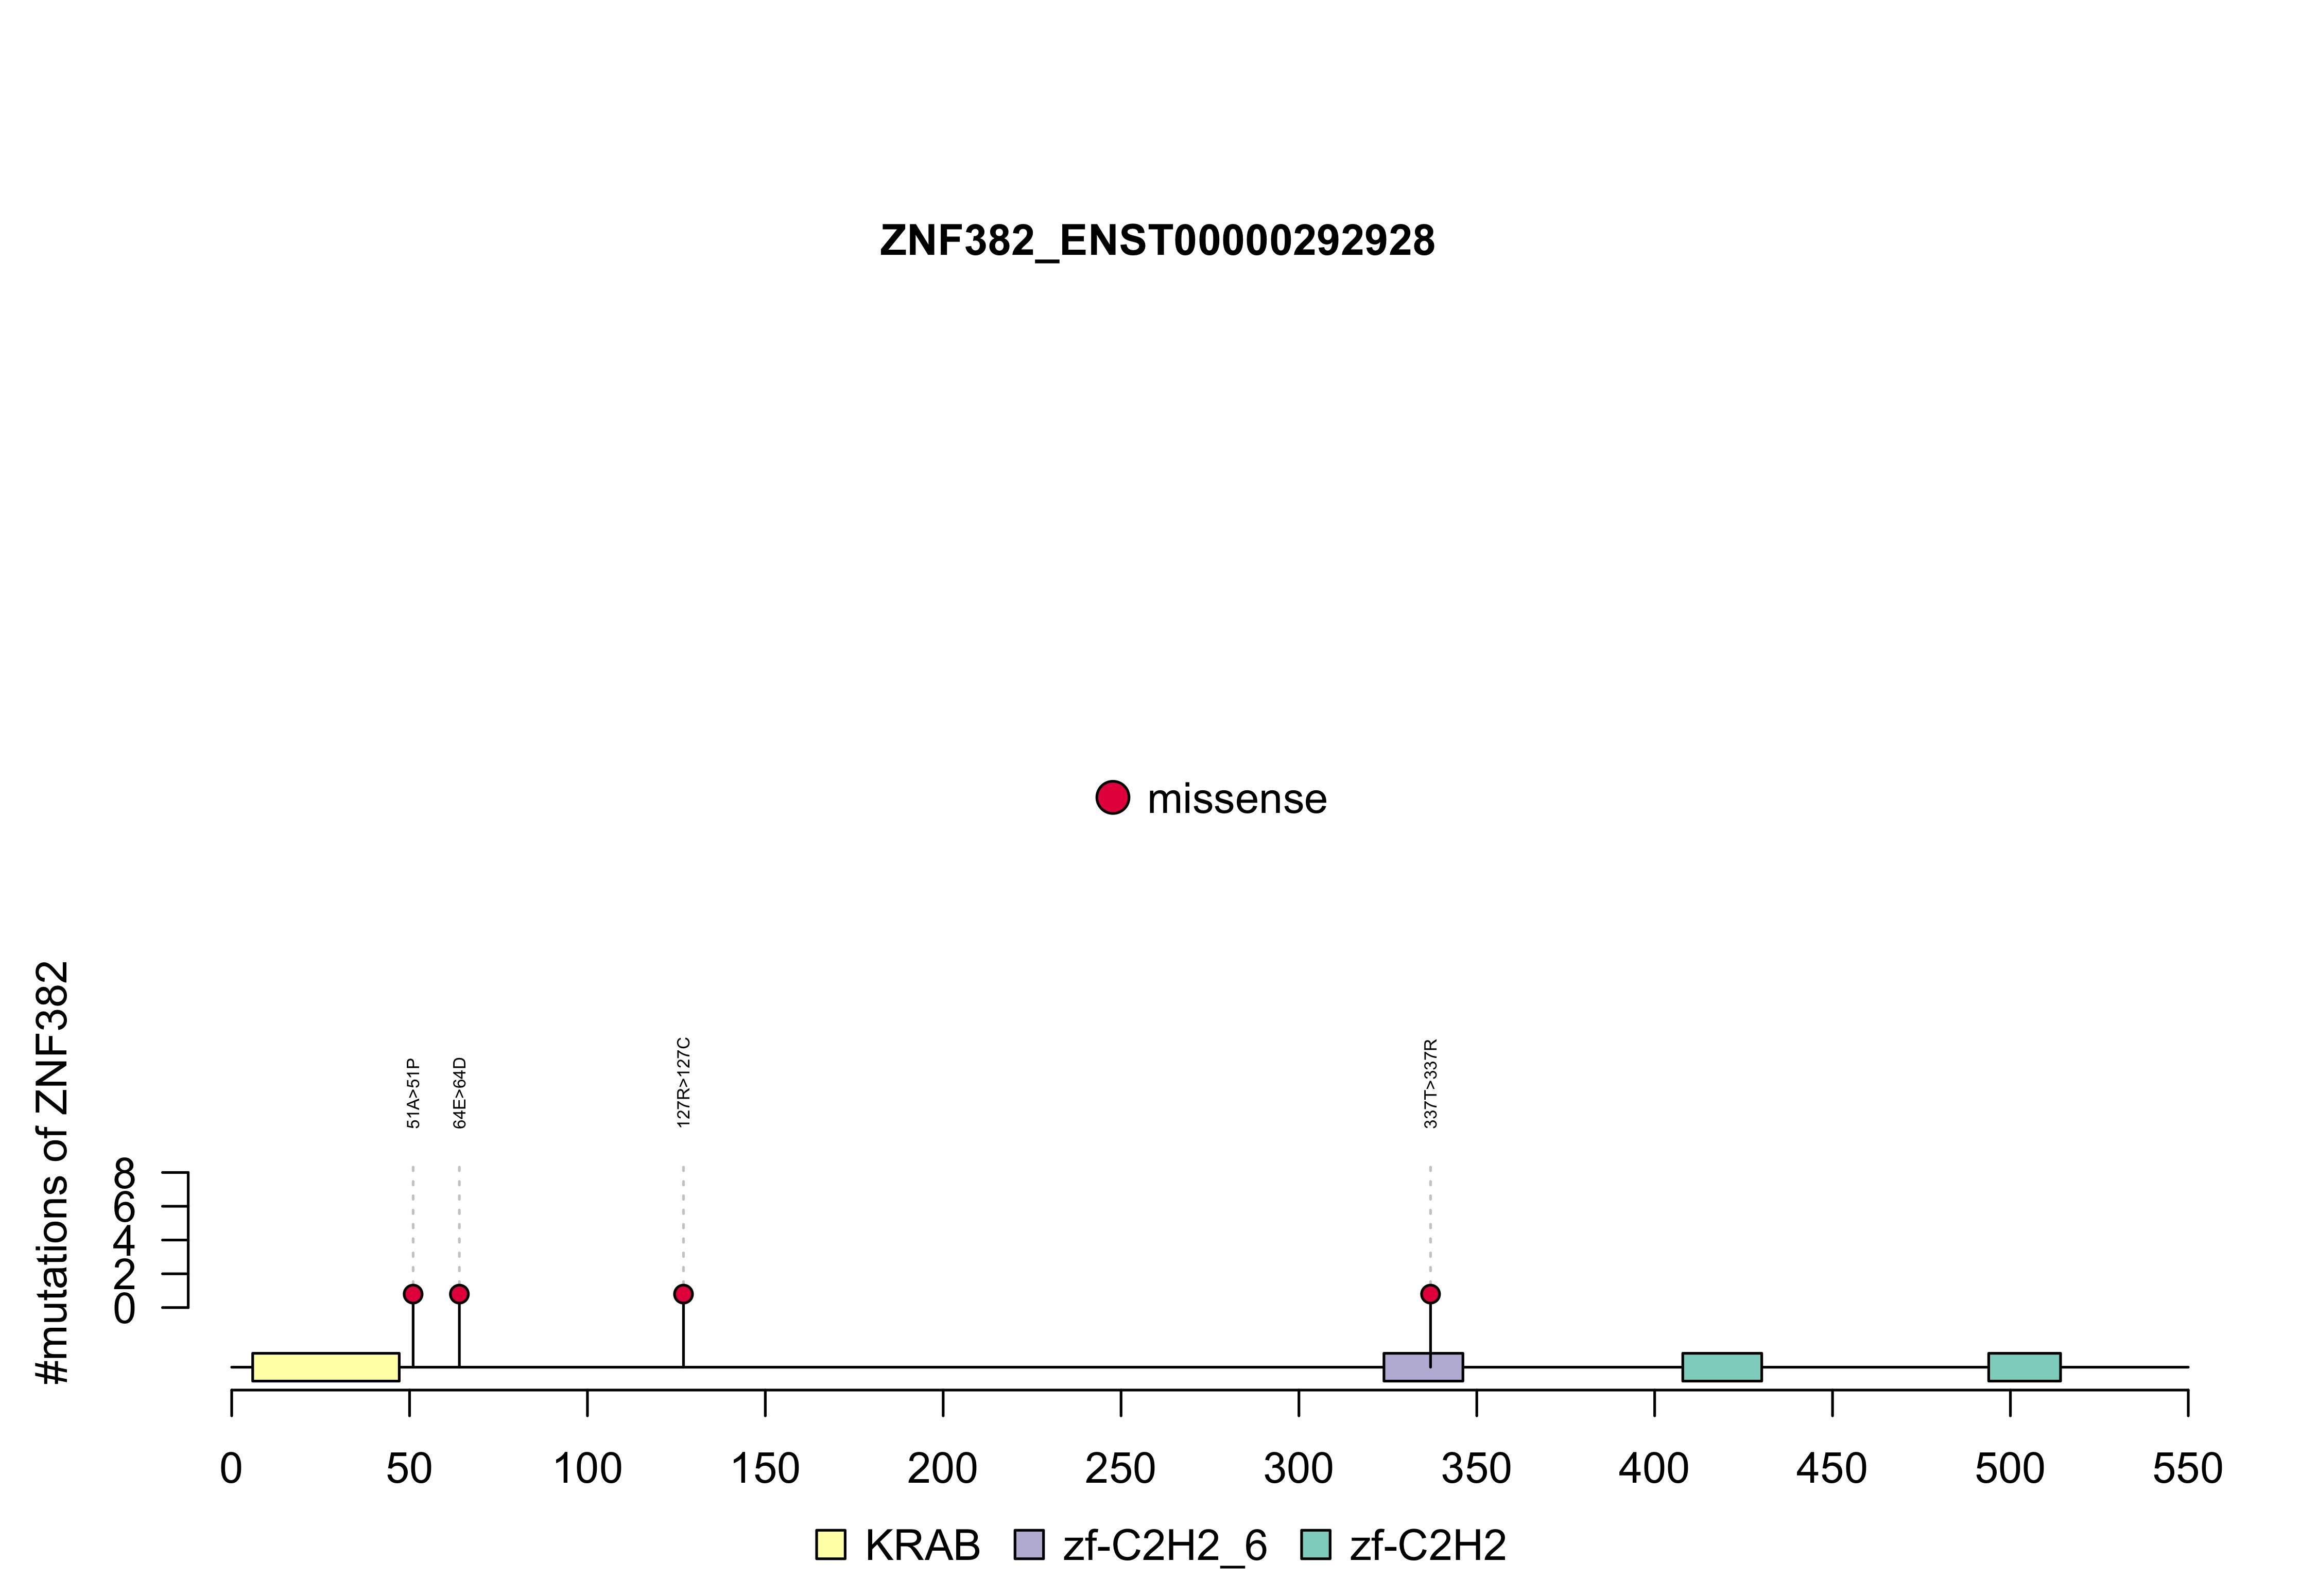 ZNF382_ENST00000292928
missense
#mutations of ZNF382
51A>51P
64E>64D
127R>127C
337T>337R
8
6
4
2
0
0 50 100 150 200 250 300 350 400 450 500 550
KRAB zf-C2H2_6 zf-C2H2